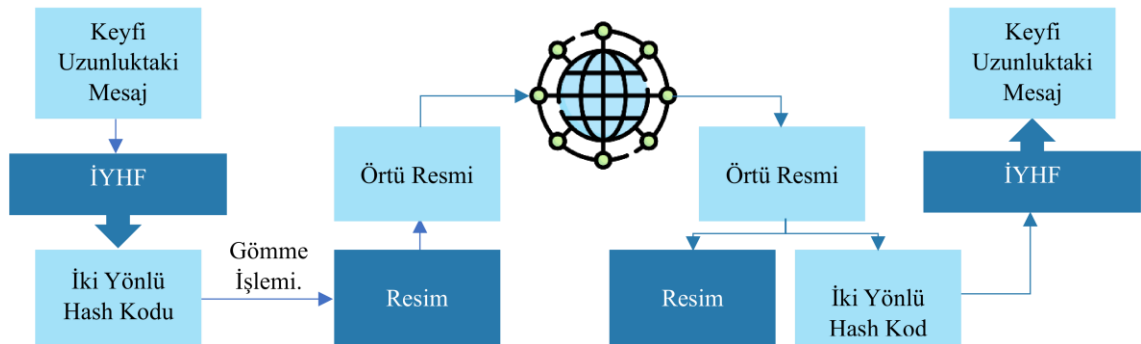 Keyfi
Uzunluktaki
Mesaj
İYHF
İki Yönlü
Hash Kodu
Gömme
İşlemi.
Örtü Resmi
Resim
Örtü Resmi
Resim
İki Yönlü
Hash Kod
Keyfi
Uzunluktaki
Mesaj
İYHF